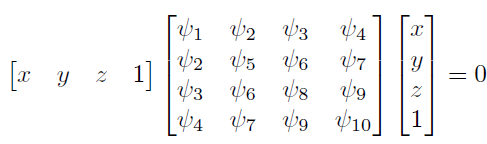 [x y z 1] [ψ₁ ψ₂ ψ₃ ψ₄; ψ₂ ψ₅ ψ₆ ψ₇; ψ₃ ψ₆ ψ₈ ψ₉; ψ₄ ψ₇ ψ₉ ψ₁₀] [x; y; z; 1] = 0